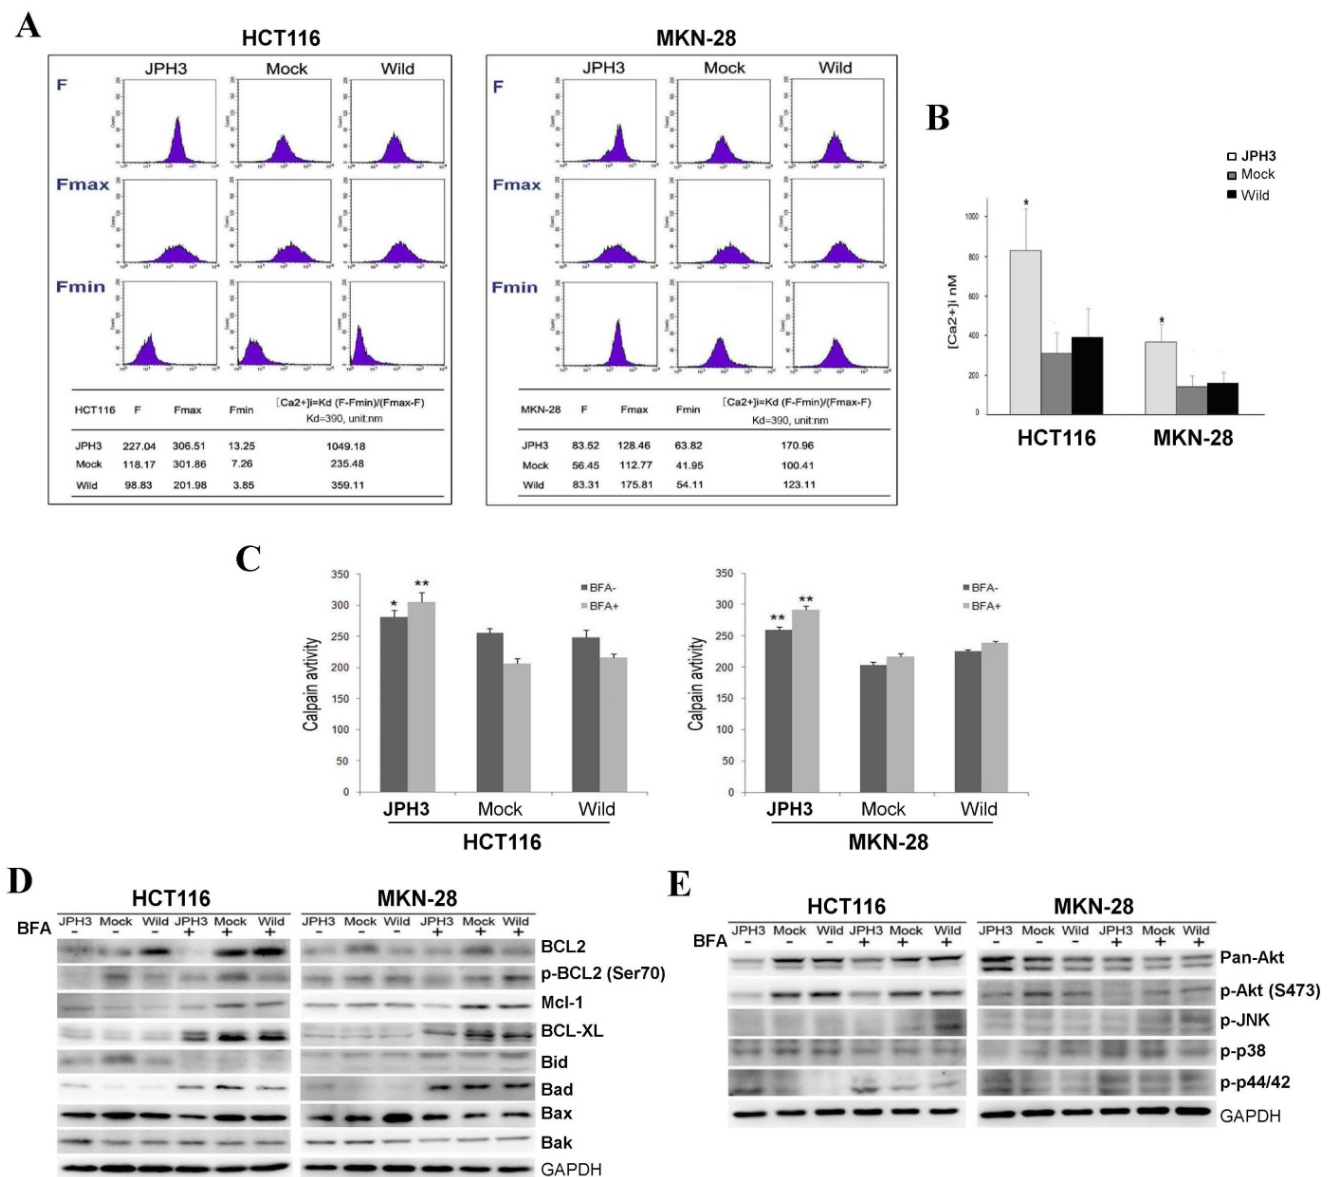 A
HCT116
JPH3 Mock Wild
F
Fmax
Fmin
HCT116 F Fmax Fmin [Ca2+]i=Kd (F-Fmin)/(Fmax-F)
Kd=390, unit:nm
JPH3 227.04 306.51 13.25 1049.18
Mock 118.17 301.86 7.26 235.48
Wild 98.83 201.98 3.85 359.11
MKN-28
JPH3 Mock Wild
F
Fmax
Fmin
MKN-28 F Fmax Fmin [Ca2+]i=Kd (F-Fmin)/(Fmax-F)
Kd=390, unit:nm
JPH3 83.52 128.46 63.82 170.96
Mock 56.45 112.77 41.95 100.41
Wild 83.31 175.81 54.11 123.11
B
JPH3
Mock
Wild
[Ca2+]i nM
1000
800
600
400
200
0
*
*
HCT116 MKN-28
C
Calpain avtivity
350
300
250
200
150
100
50
0
BFA-
BFA+
* **
JPH3 Mock Wild
HCT116
Calpain avtivity
350
300
250
200
150
100
50
0
BFA-
BFA+
** **
JPH3 Mock Wild
MKN-28
D
HCT116 MKN-28
JPH3 Mock Wild JPH3 Mock Wild JPH3 Mock Wild JPH3 Mock Wild
BFA - - - + + + - - - + + +
BCL2
p-BCL2 (Ser70)
Mcl-1
BCL-XL
Bid
Bad
Bax
Bak
GAPDH
E
HCT116 MKN-28
JPH3 Mock Wild JPH3 Mock Wild JPH3 Mock Wild JPH3 Mock Wild
BFA - - - + + + - - - + + +
Pan-Akt
p-Akt (S473)
p-JNK
p-p38
p-p44/42
GAPDH